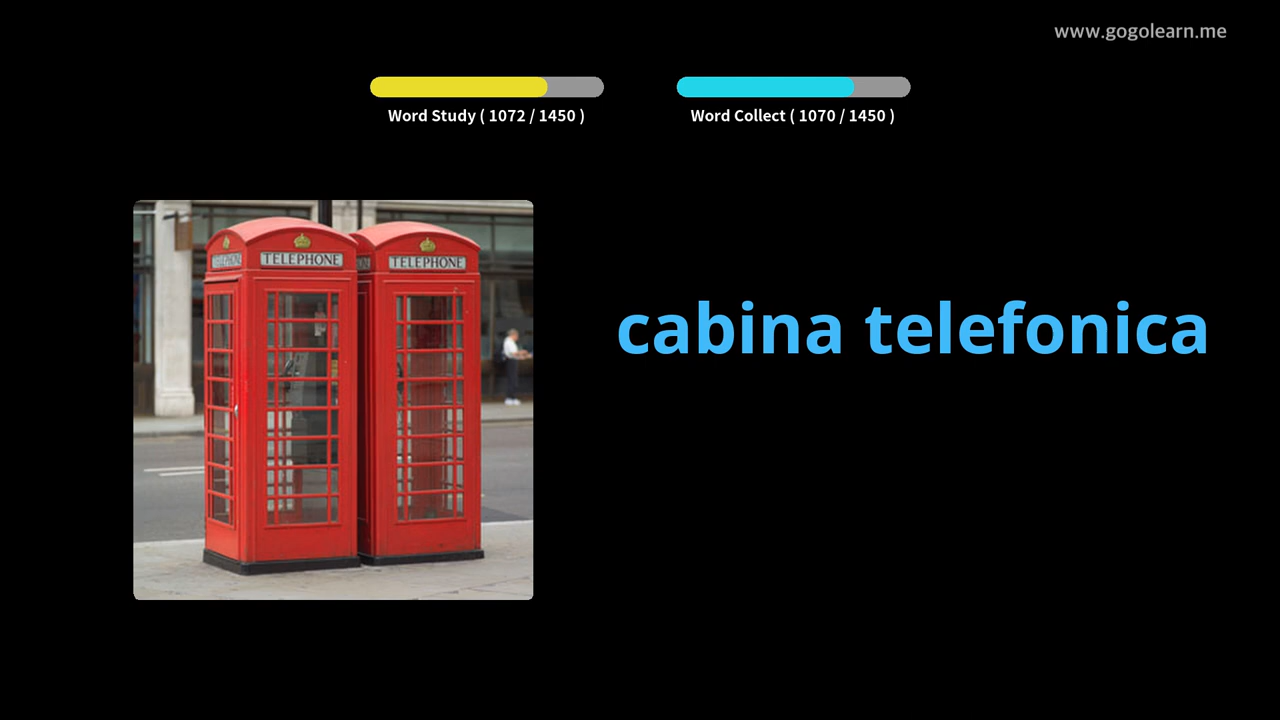 www.gogolearn.me
Word Study ( 1072 / 1450 )
Word Collect ( 1070 / 1450 )
TELEPHONE
TELEPHONE
cabina telefonica